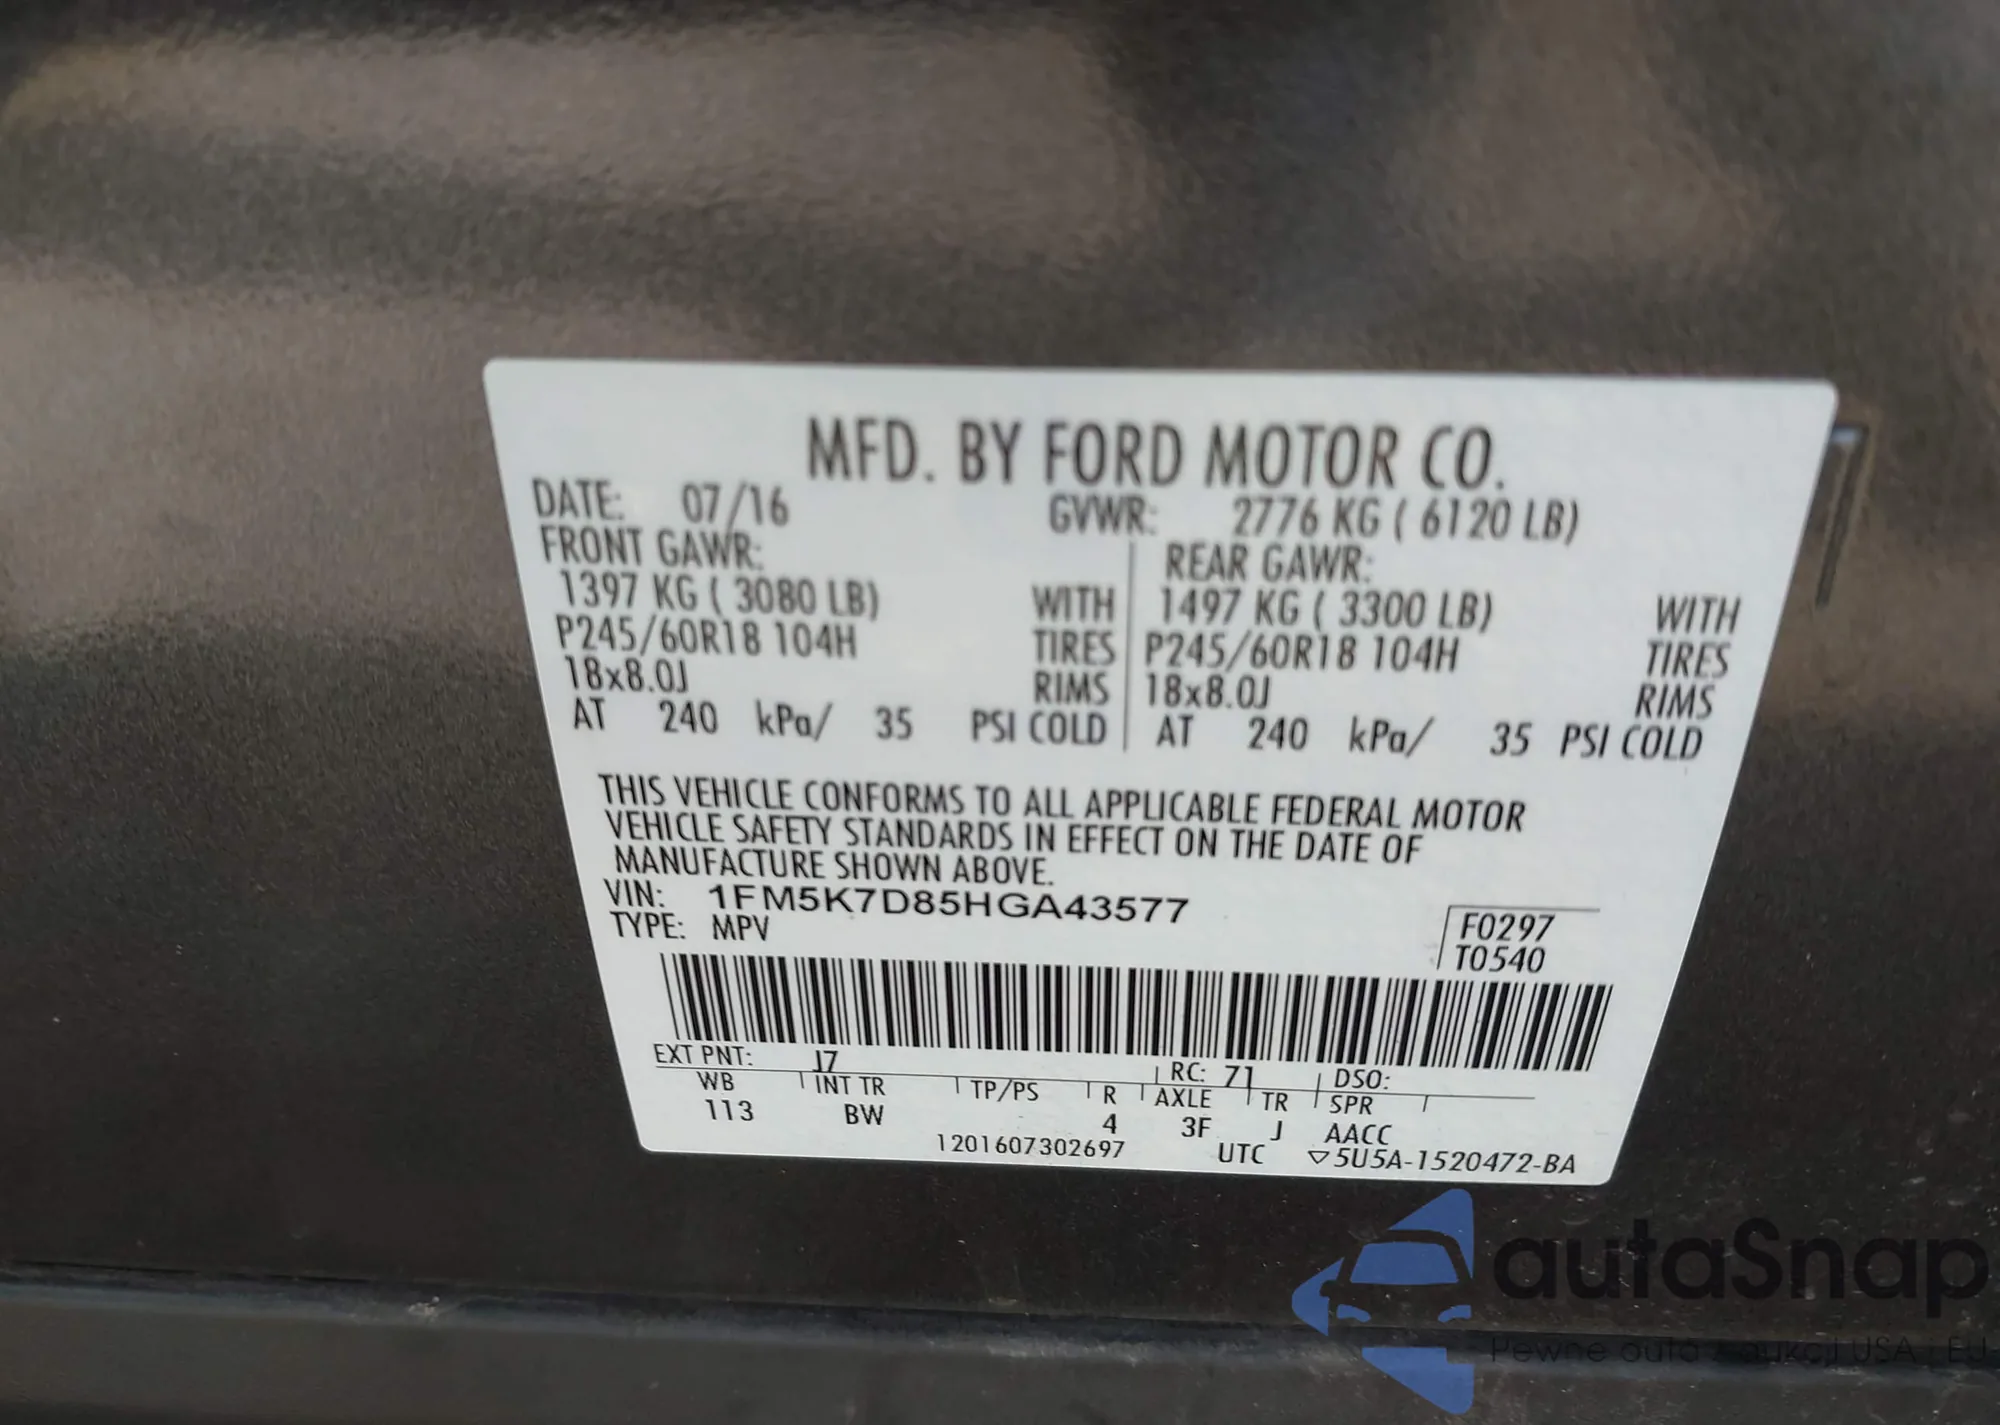 MFD. BY FORD MOTOR CO.
DATE: 07/16 GVWR: 2776 KG ( 6120 LB)
FRONT GAWR: REAR GAWR:
1397 KG ( 3080 LB) WITH 1497 KG ( 3300 LB) WITH
P245/60R18 104H TIRES P245/60R18 104H TIRES
18x8.0J RIMS 18x8.0J RIMS
AT 240 kPa/ 35 PSI COLD AT 240 kPa/ 35 PSI COLD
THIS VEHICLE CONFORMS TO ALL APPLICABLE FEDERAL MOTOR
VEHICLE SAFETY STANDARDS IN EFFECT ON THE DATE OF
MANUFACTURE SHOWN ABOVE.
VIN: 1FM5K7D85HGA43577
TYPE: MPV
F0297
T0540
EXT PNT: J7 RC: 71 DSO:
WB INT TR TP/PS R AXLE TR SPR
113 BW 4 3F J AACC
1201607302697 UTC ▽5U5A-1520472-BA
autaSnap
Pewne auta z aukcji USA i EU